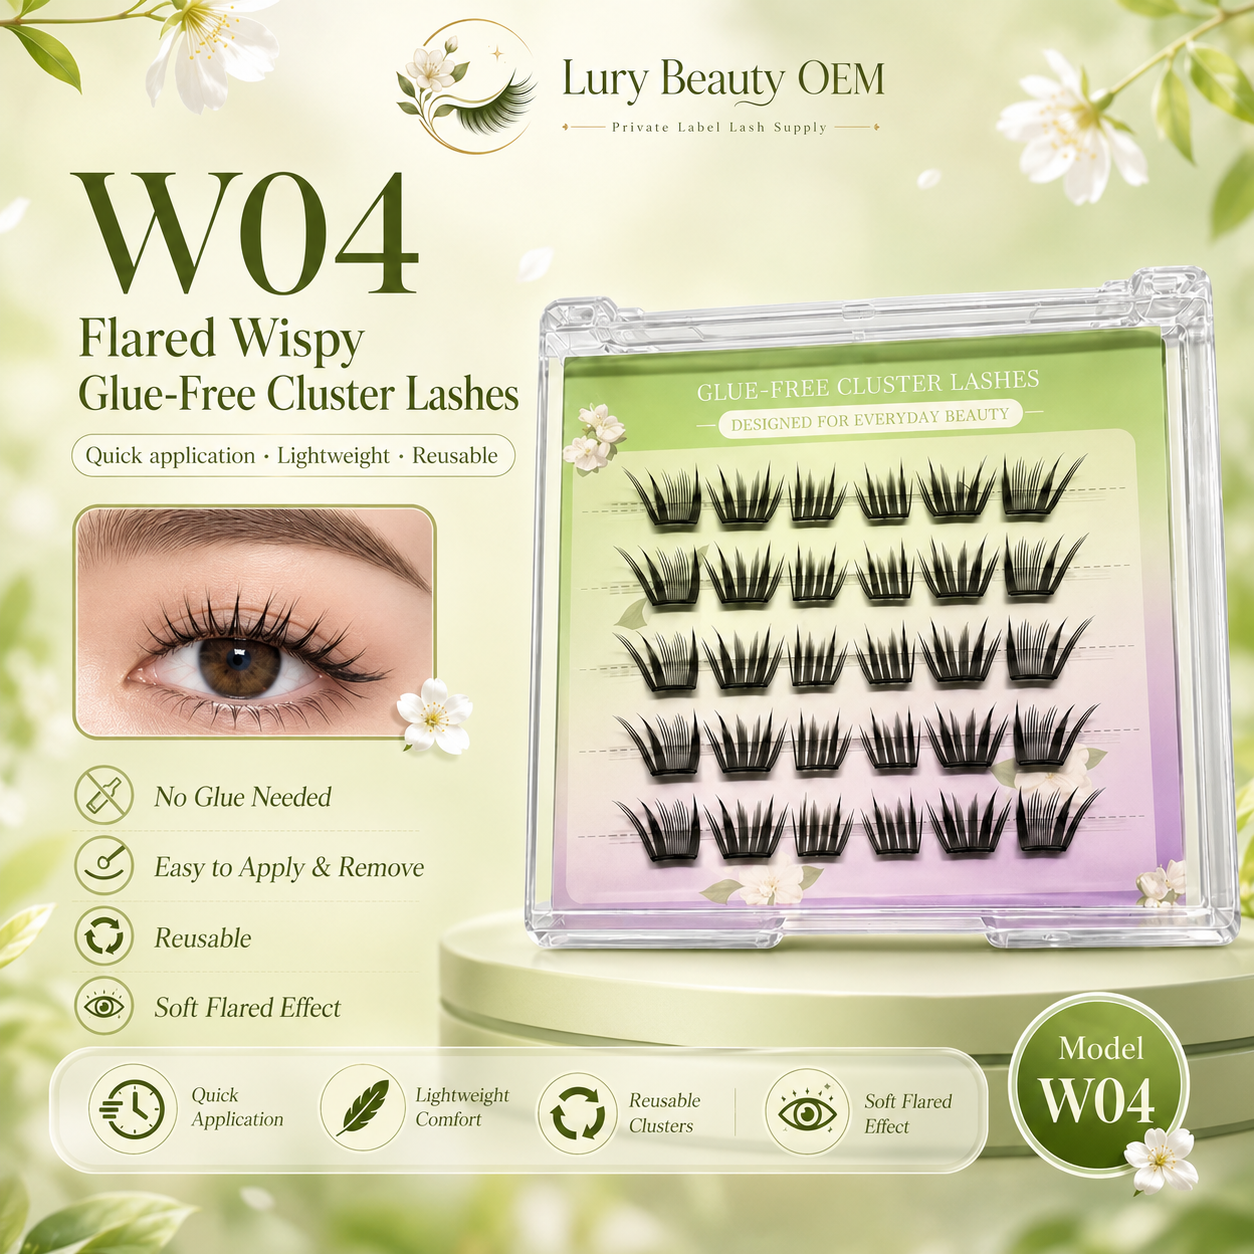 Lury Beauty OEM
Private Label Lash Supply
W04
Flared Wispy
Glue-Free Cluster Lashes
Quick application • Lightweight • Reusable
GLUE-FREE CLUSTER LASHES
DESIGNED FOR EVERYDAY BEAUTY
No Glue Needed
Easy to Apply & Remove
Reusable
Soft Flared Effect
Quick
Application
Lightweight
Comfort
Reusable
Clusters
Soft Flared
Effect
Model
W04